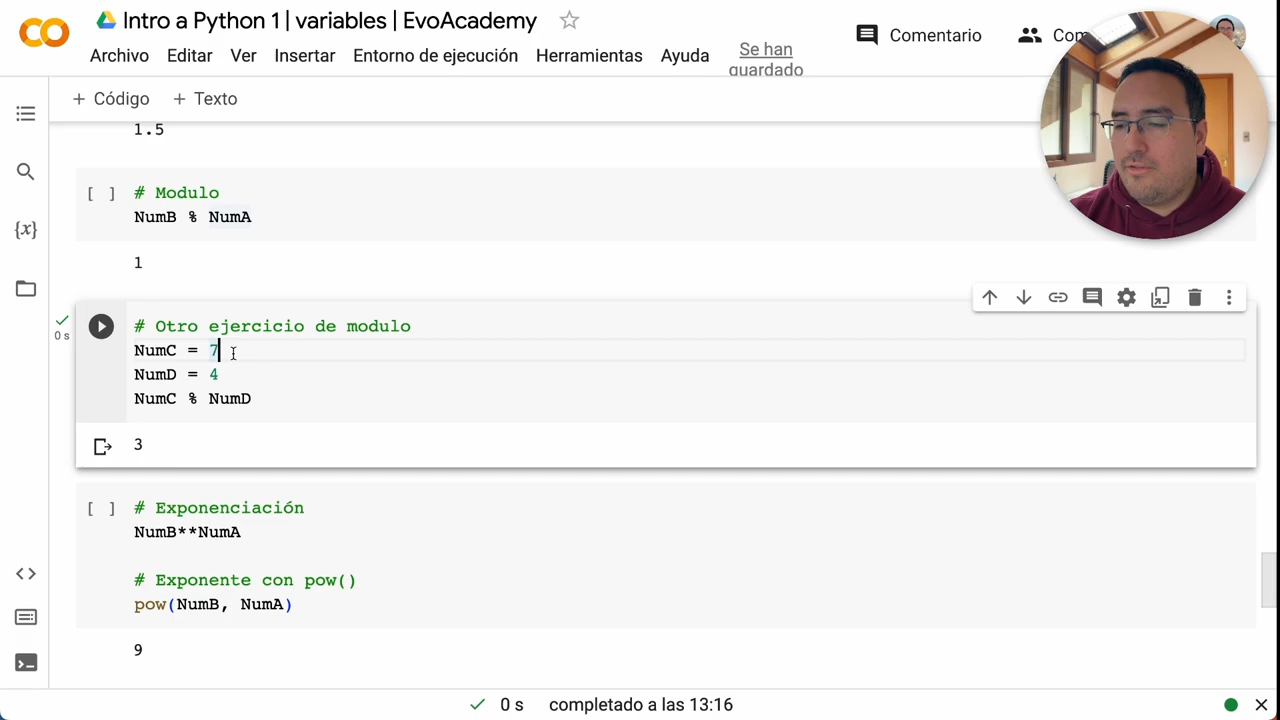 Intro a Python 1 | variables | EvoAcademy
Comentario
Com
Archivo Editar Ver Insertar Entorno de ejecución Herramientas Ayuda Se han guardado
+ Código + Texto
1.5
[ ] # Modulo
NumB % NumA
{x}
1
# Otro ejercicio de modulo
0 s
NumC = 7
NumD = 4
NumC % NumD
3
[ ] # Exponenciación
NumB**NumA
# Exponente con pow()
pow(NumB, NumA)
9
0 s completado a las 13:16